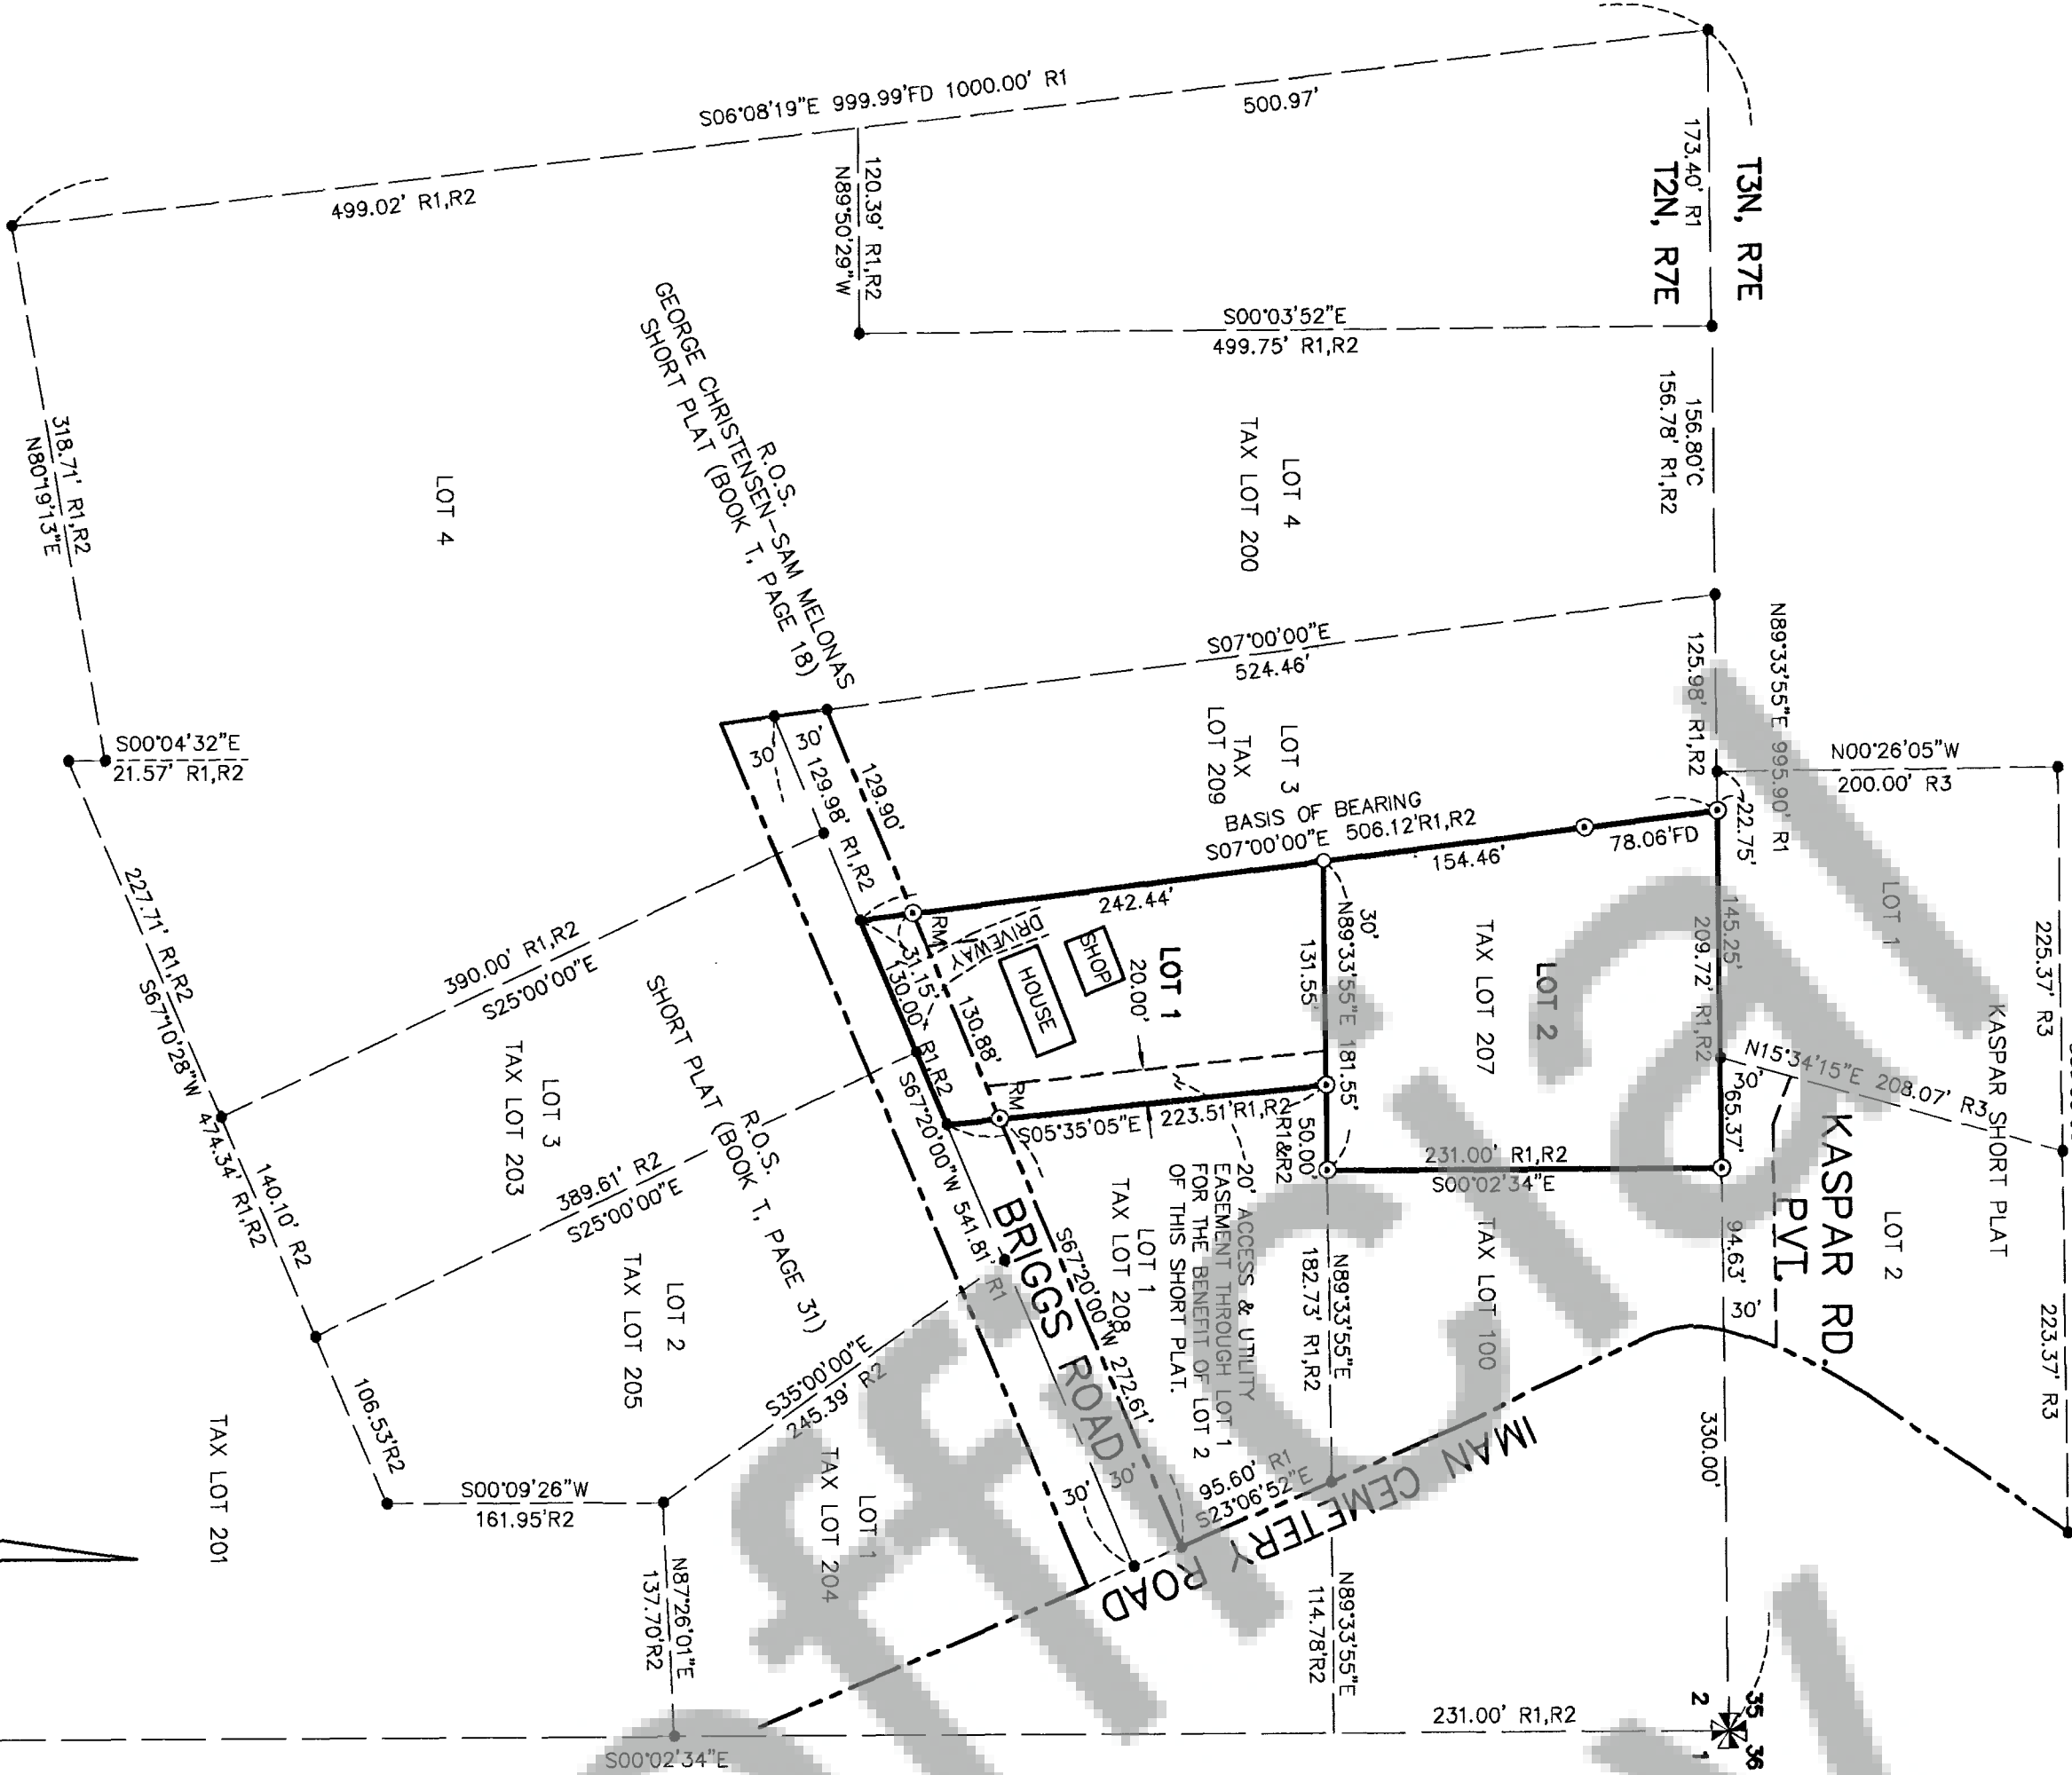 S06°08'19"E 999.99'FD 1000.00' R1
500.97'
499.02' R1,R2
120.39' R1,R2
N89°50'29"W
173.40' R1
T3N, R7E
T2N, R7E
S00°03'52"E
499.75' R1,R2
156.80'C
156.78' R1,R2
318.71' R1,R2
N80°19'13"E
LOT 4
R.O.S.
GEORGE CHRISTENSEN-SAM MELONAS
SHORT PLAT (BOOK T, PAGE 18)
LOT 4
TAX LOT 200
S07°00'00"E
524.46'
N89°33'55"E 995.90' R1
125.98' R1,R2
N00°26'05"W
200.00' R3
225.37' R3
S00°04'32"E
21.57' R1,R2
30'
30'
129.98' R1,R2
129.90'
LOT 3
TAX
LOT 209
BASIS OF BEARING
S07°00'00"E 506.12'R1,R2
154.46'
78.06'FD
22.75'
LOT 1
KASPAR SHORT PLAT
227.71' R1,R2
S67°10'28"W 474.34' R1,R2
390.00' R1,R2
S25°00'00"E
242.44'
RM
31.15'
130.00' R1,R2
130.88'
DRIVEWAY
HOUSE
SHOP
LOT 1
20.00'
30'
N89°33'55"E 181.55'
131.55'
TAX LOT 207
LOT 2
145.25'
209.72' R1,R2
N15°34'15"E 208.07' R3
30'
65.37'
KASPAR RD.
PVT.
LOT 2
223.37' R3
LOT 3
TAX LOT 203
R.O.S.
SHORT PLAT (BOOK T, PAGE 31)
140.10' R2
389.61' R2
S25°00'00"E
S67°20'00"W 541.81' R1
RM
S05°35'05"E
223.51'R1,R2
50.00'
R1&R2
231.00' R1,R2
S00°02'34"E
94.63'
30'
20' ACCESS & UTILITY
EASEMENT THROUGH LOT 1
FOR THE BENEFIT OF LOT 2
OF THIS SHORT PLAT.
LOT 1
TAX LOT 208
S67°20'00"W 272.61'
BRIGGS ROAD
N89°33'55"E
182.73' R1,R2
TAX LOT 100
IMAN CEMETERY ROAD
95.60' R1
S23°06'52"E
30'
30'
330.00'
LOT 2
TAX LOT 205
S35°00'00"E
245.39' R2
106.53'R2
TAX LOT 201
S00°09'26"W
161.95'R2
LOT 1
TAX LOT 204
N87°26'01"E
137.70'R2
N89°33'55"E
114.78'R2
231.00' R1,R2
S00°02'34"E
35
36
2
1